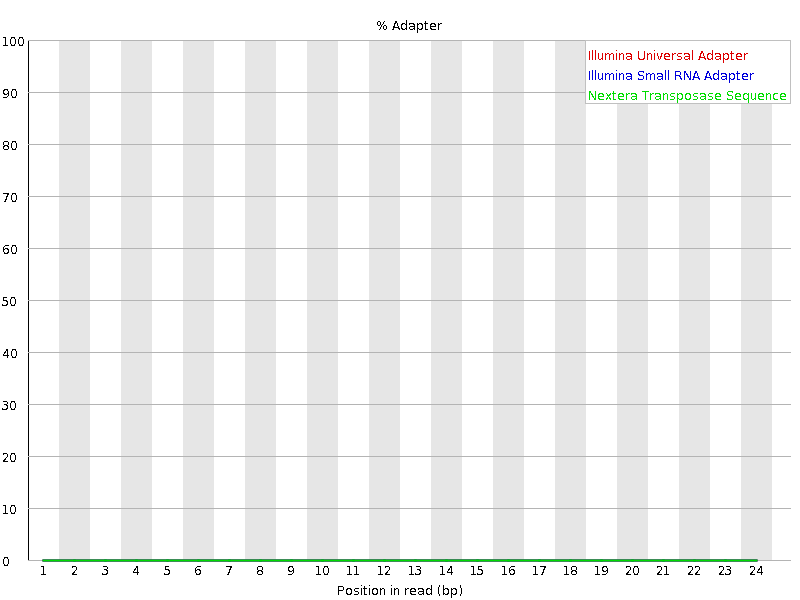 % Adapter
Illumina Universal Adapter
Illumina Small RNA Adapter
Nextera Transposase Sequence
100
90
80
70
60
50
40
30
20
10
0
1 2 3 4 5 6 7 8 9 10 11 12 13 14 15 16 17 18 19 20 21 22 23 24
Position in read (bp)